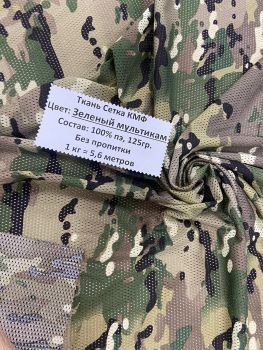 Ткань Сетка КМФ
Цвет: Зеленый мультикам
Состав: 100% пэ, 125гр.
Без пропитки
1 кг = 5,6 метров